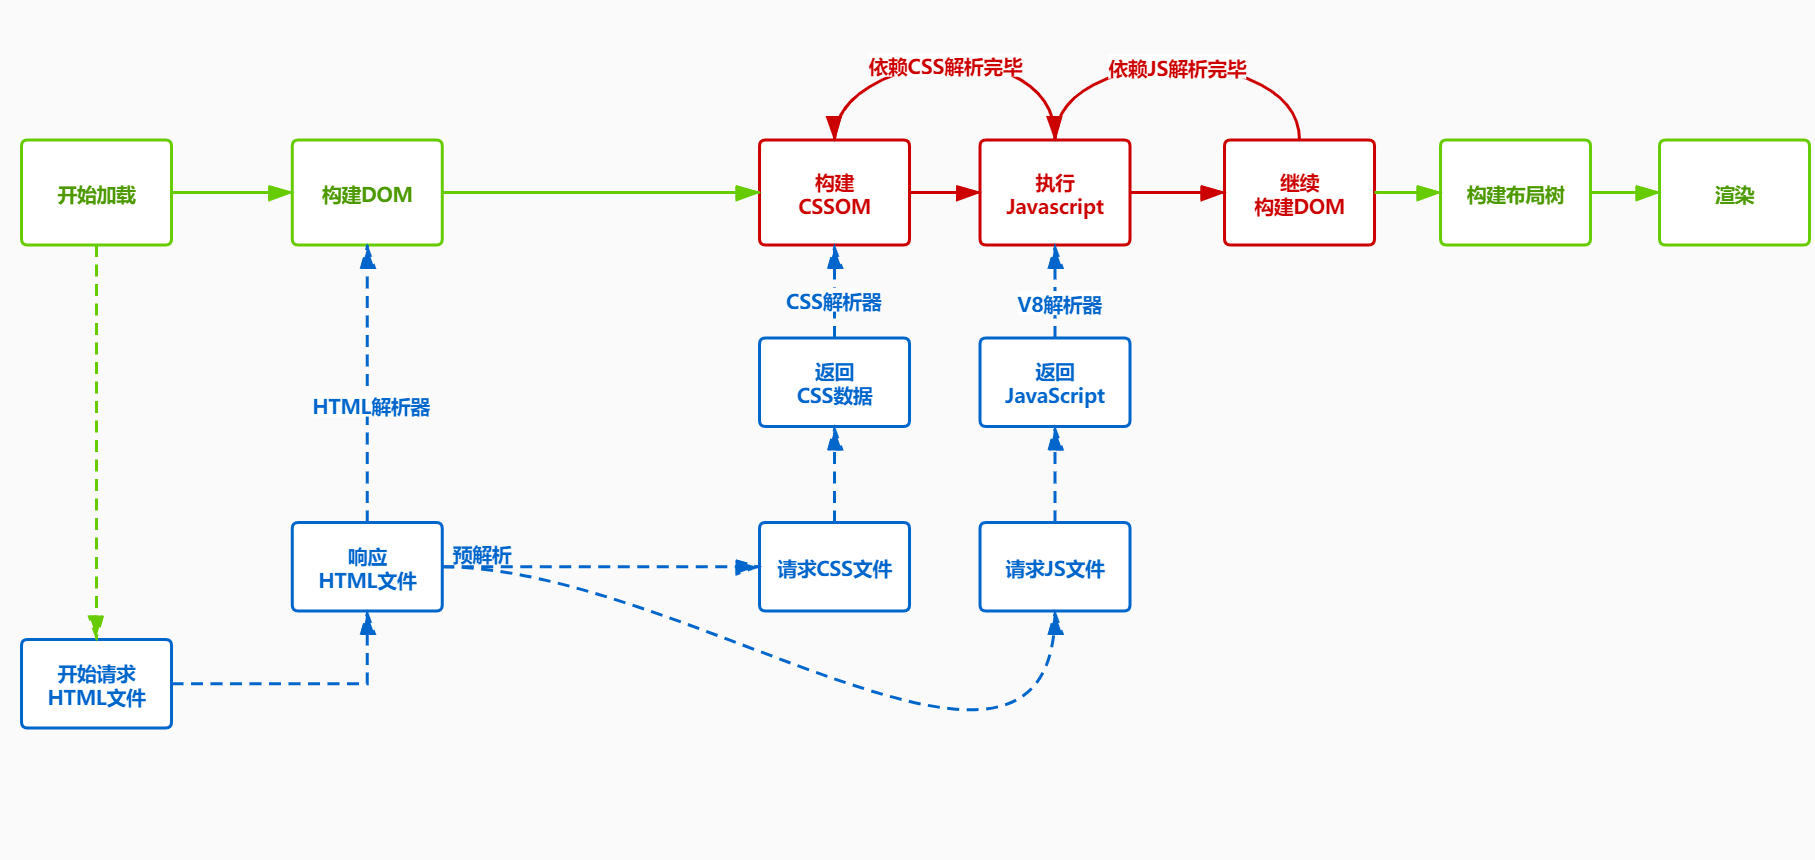 依赖CSS解析完毕
依赖JS解析完毕
开始加载
构建DOM
构建
CSSOM
执行
Javascript
继续
构建DOM
构建布局树
渲染
CSS解析器
V8解析器
返回
CSS数据
返回
JavaScript
HTML解析器
响应
HTML文件
预解析
请求CSS文件
请求JS文件
开始请求
HTML文件